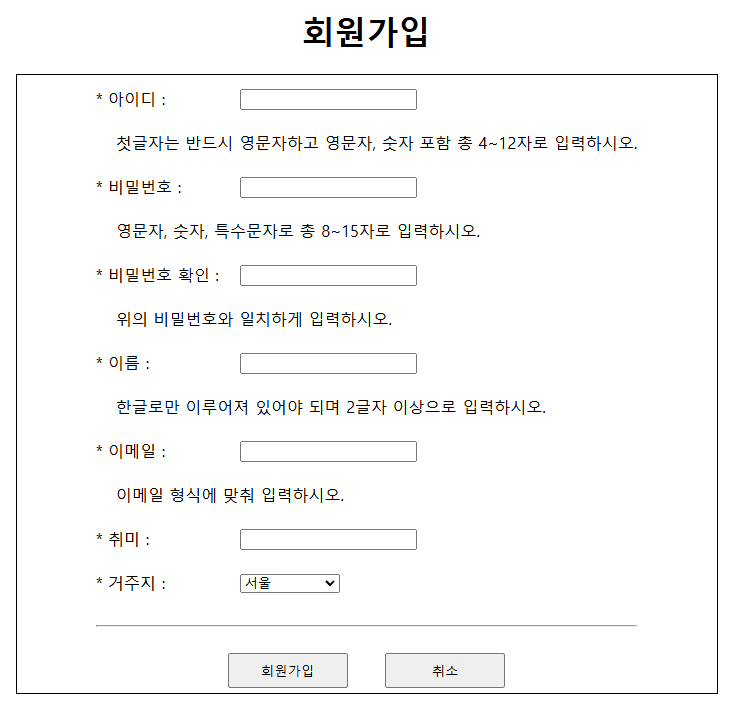 회원가입
* 아이디 :
첫글자는 반드시 영문자하고 영문자, 숫자 포함 총 4~12자로 입력하시오.
* 비밀번호 :
영문자, 숫자, 특수문자로 총 8~15자로 입력하시오.
* 비밀번호 확인 :
위의 비밀번호와 일치하게 입력하시오.
* 이름 :
한글로만 이루어져 있어야 되며 2글자 이상으로 입력하시오.
* 이메일 :
이메일 형식에 맞춰 입력하시오.
* 취미 :
* 거주지 : 서울
회원가입 취소